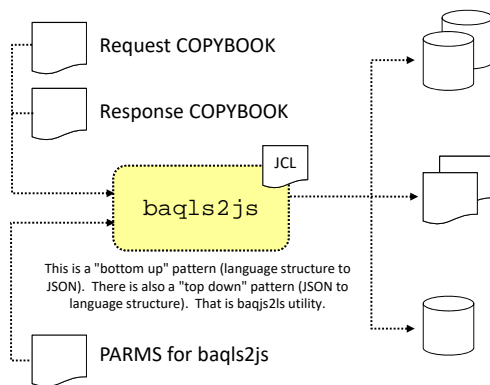 Request COPYBOOK
Response COPYBOOK
JCL
baqls2js
This is a "bottom up" pattern (language structure to
JSON).  There is also a "top down" pattern (JSON to
language structure).  That is baqjs2ls utility.
PARMS for baqls2js